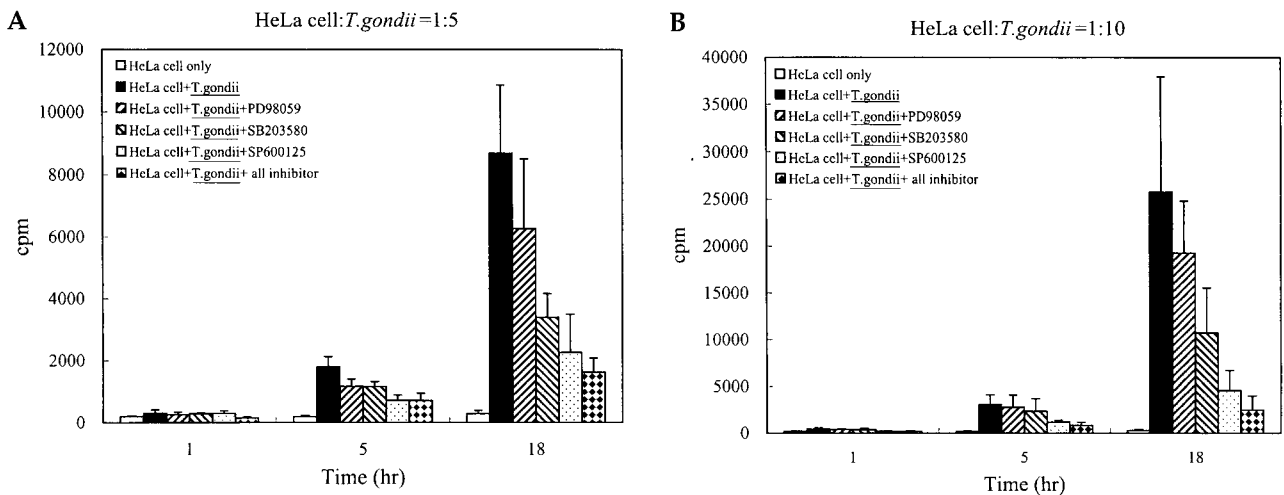 A
HeLa cell:T.gondii=1:5
12000
10000
8000
6000
4000
2000
0
cpm
HeLa cell only
HeLa cell+T.gondii
HeLa cell+T.gondii+PD98059
HeLa cell+T.gondii+SB203580
HeLa cell+T.gondii+SP600125
HeLa cell+T.gondii+ all inhibitor
1
5
18
Time (hr)
B
HeLa cell:T.gondii=1:10
40000
35000
30000
25000
20000
15000
10000
5000
0
cpm
HeLa cell only
HeLa cell+T.gondii
HeLa cell+T.gondii+PD98059
HeLa cell+T.gondii+SB203580
HeLa cell+T.gondii+SP600125
HeLa cell+T.gondii+ all inhibitor
1
5
18
Time (hr)